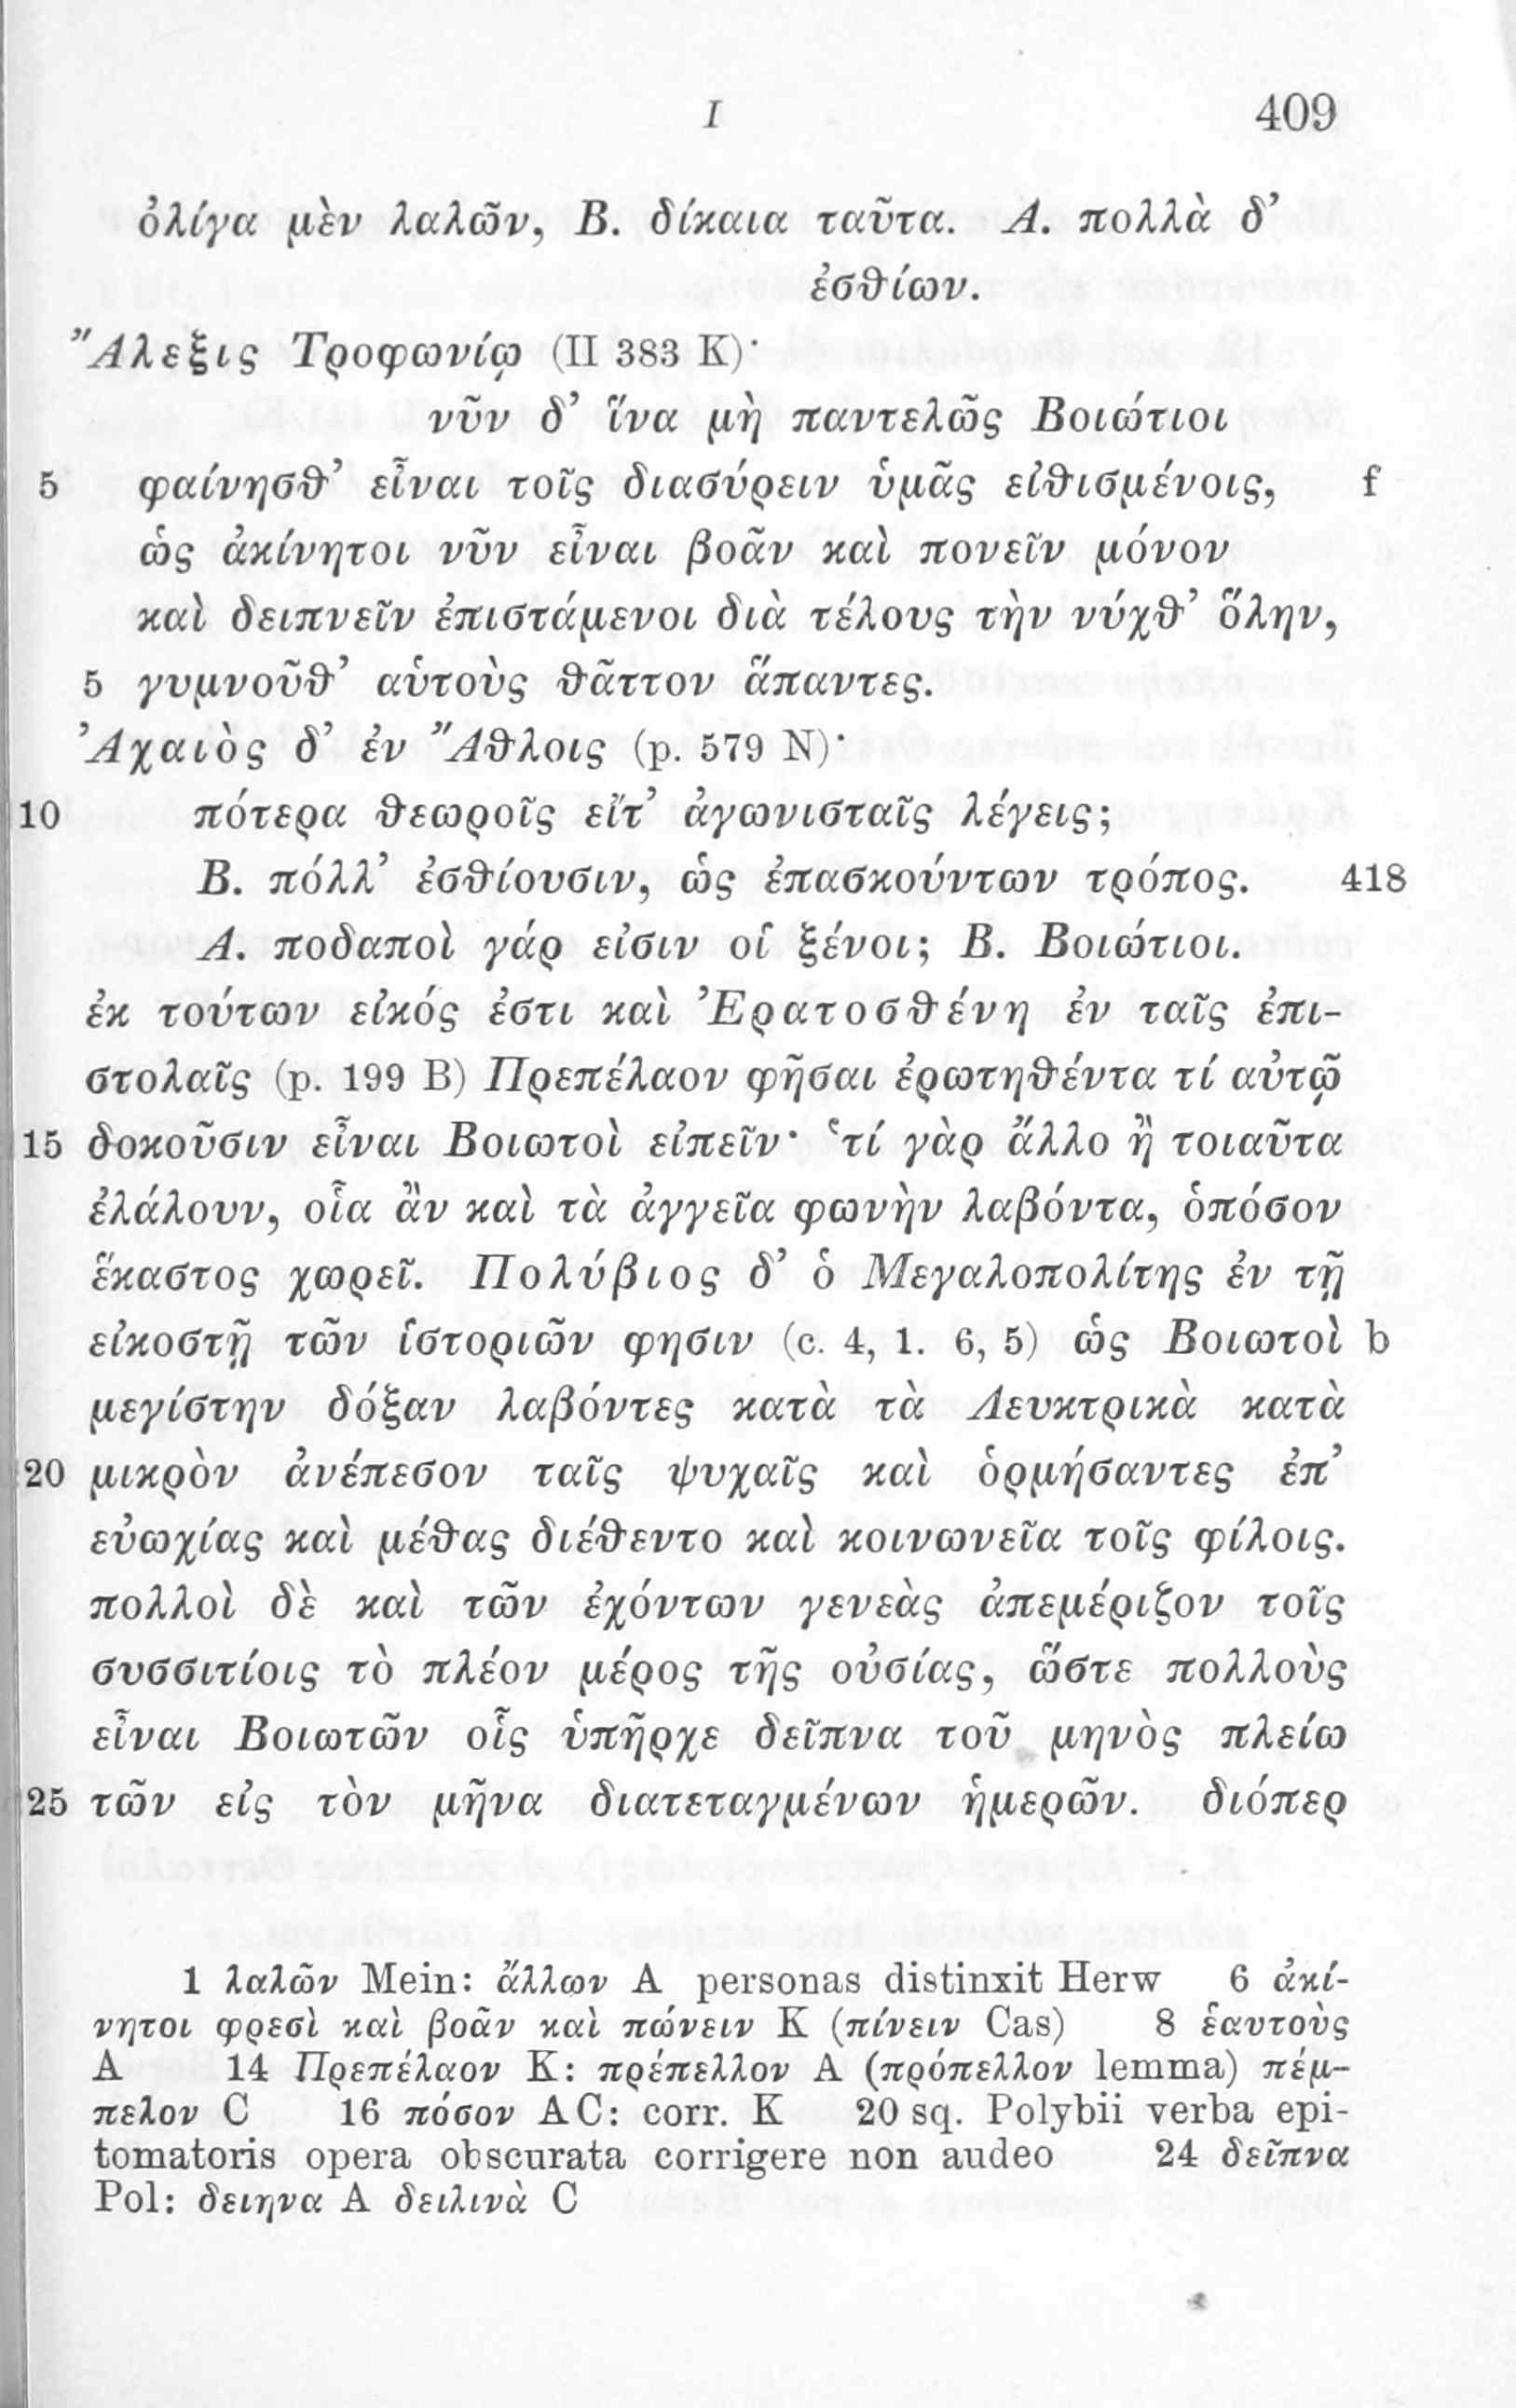 I 409
ὀλίγα μὲν λαλῶν, Β. δίκαια ταῦτα. Α. πολλὰ δ’
ἐσθίων.
Ἄλεξις Τροφωνίῳ (II 383 K)·
νῦν δ’ ἵνα μὴ παντελῶς Βοιώτιοι
5 φαίνησθ’ εἶναι τοῖς διασύρειν ὑμᾶς εἰθισμένοις, f
ὡς ἀκίνητοι νῦν εἶναι βοᾶν καὶ πονεῖν μόνον
καὶ δειπνεῖν ἐπιστάμενοι διὰ τέλους τὴν νύχθ’ ὅλην,
5 γυμνοῦθ’ αὑτοὺς θᾶττον ἅπαντες.
Ἀχαιὸς δ’ ἐν Ἄθλοις (p. 579 N)·
10 πότερα θεωροῖς εἴτ’ ἀγωνισταῖς λέγεις;
Β. πόλλ’ ἐσθίουσιν, ὡς ἐπασκούντων τρόπος. 418
Α. ποδαποὶ γάρ εἰσιν οἱ ξένοι; Β. Βοιώτιοι.
ἐκ τούτων εἰκός ἐστι καὶ Ἐρατοσθένη ἐν ταῖς ἐπι-
στολαῖς (p. 199 B) Πρεπέλαον φῆσαι ἐρωτηθέντα τί αὐτῷ
15 δοκοῦσιν εἶναι Βοιωτοὶ εἰπεῖν· ‘τί γὰρ ἄλλο ἢ τοιαῦτα
ἐλάλουν, οἷα ἂν καὶ τὰ ἀγγεῖα φωνὴν λαβόντα, ὁπόσον
ἕκαστος χωρεῖ. Πολύβιος δ’ ὁ Μεγαλοπολίτης ἐν τῇ
εἰκοστῇ τῶν ἱστοριῶν φησιν (c. 4, 1. 6, 5) ὡς Βοιωτοὶ b
μεγίστην δόξαν λαβόντες κατὰ τὰ Λευκτρικὰ κατὰ
20 μικρὸν ἀνέπεσον ταῖς ψυχαῖς καὶ ὁρμήσαντες ἐπ’
εὐωχίας καὶ μέθας διέθεντο καὶ κοινωνεῖα τοῖς φίλοις.
πολλοὶ δὲ καὶ τῶν ἐχόντων γενεὰς ἀπεμέριζον τοῖς
συσσιτίοις τὸ πλέον μέρος τῆς οὐσίας, ὥστε πολλοὺς
εἶναι Βοιωτῶν οἷς ὑπῆρχε δεῖπνα τοῦ μηνὸς πλείω
25 τῶν εἰς τὸν μῆνα διατεταγμένων ἡμερῶν. διόπερ
1 λαλῶν Mein: ἄλλων A personas distinxit Herw 6 ἀκί-
νητοι φρεσὶ καὶ βοᾶν καὶ πώνειν K (πίνειν Cas) 8 ἑαυτοὺς
A 14 Πρεπέλαον K: πρέπελλον A (πρόπελλον lemma) πέμ-
πελον C 16 πόσον AC: corr. K 20 sq. Polybii verba epi-
tomatoris opera obscurata corrigere non audeo 24 δεῖπνα
Pol: δειηνα A δειλινὰ C